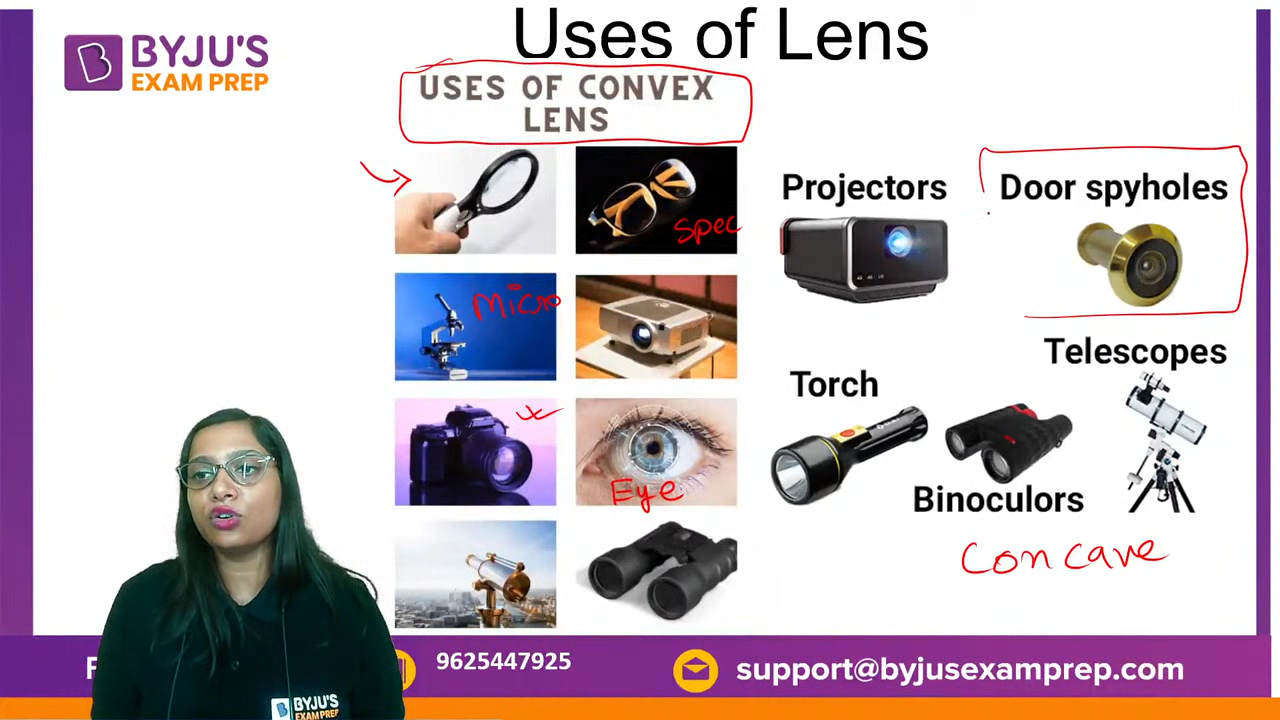 Uses of Lens
BYJU'S
EXAM PREP
USES OF CONVEX
LENS
Projectors
Door spyholes
Spec
Micro
Telescopes
Torch
Eye
Binoculors
Concave
9625447925
support@byjusexamprep.com
BYJU'S
EXAM PREP